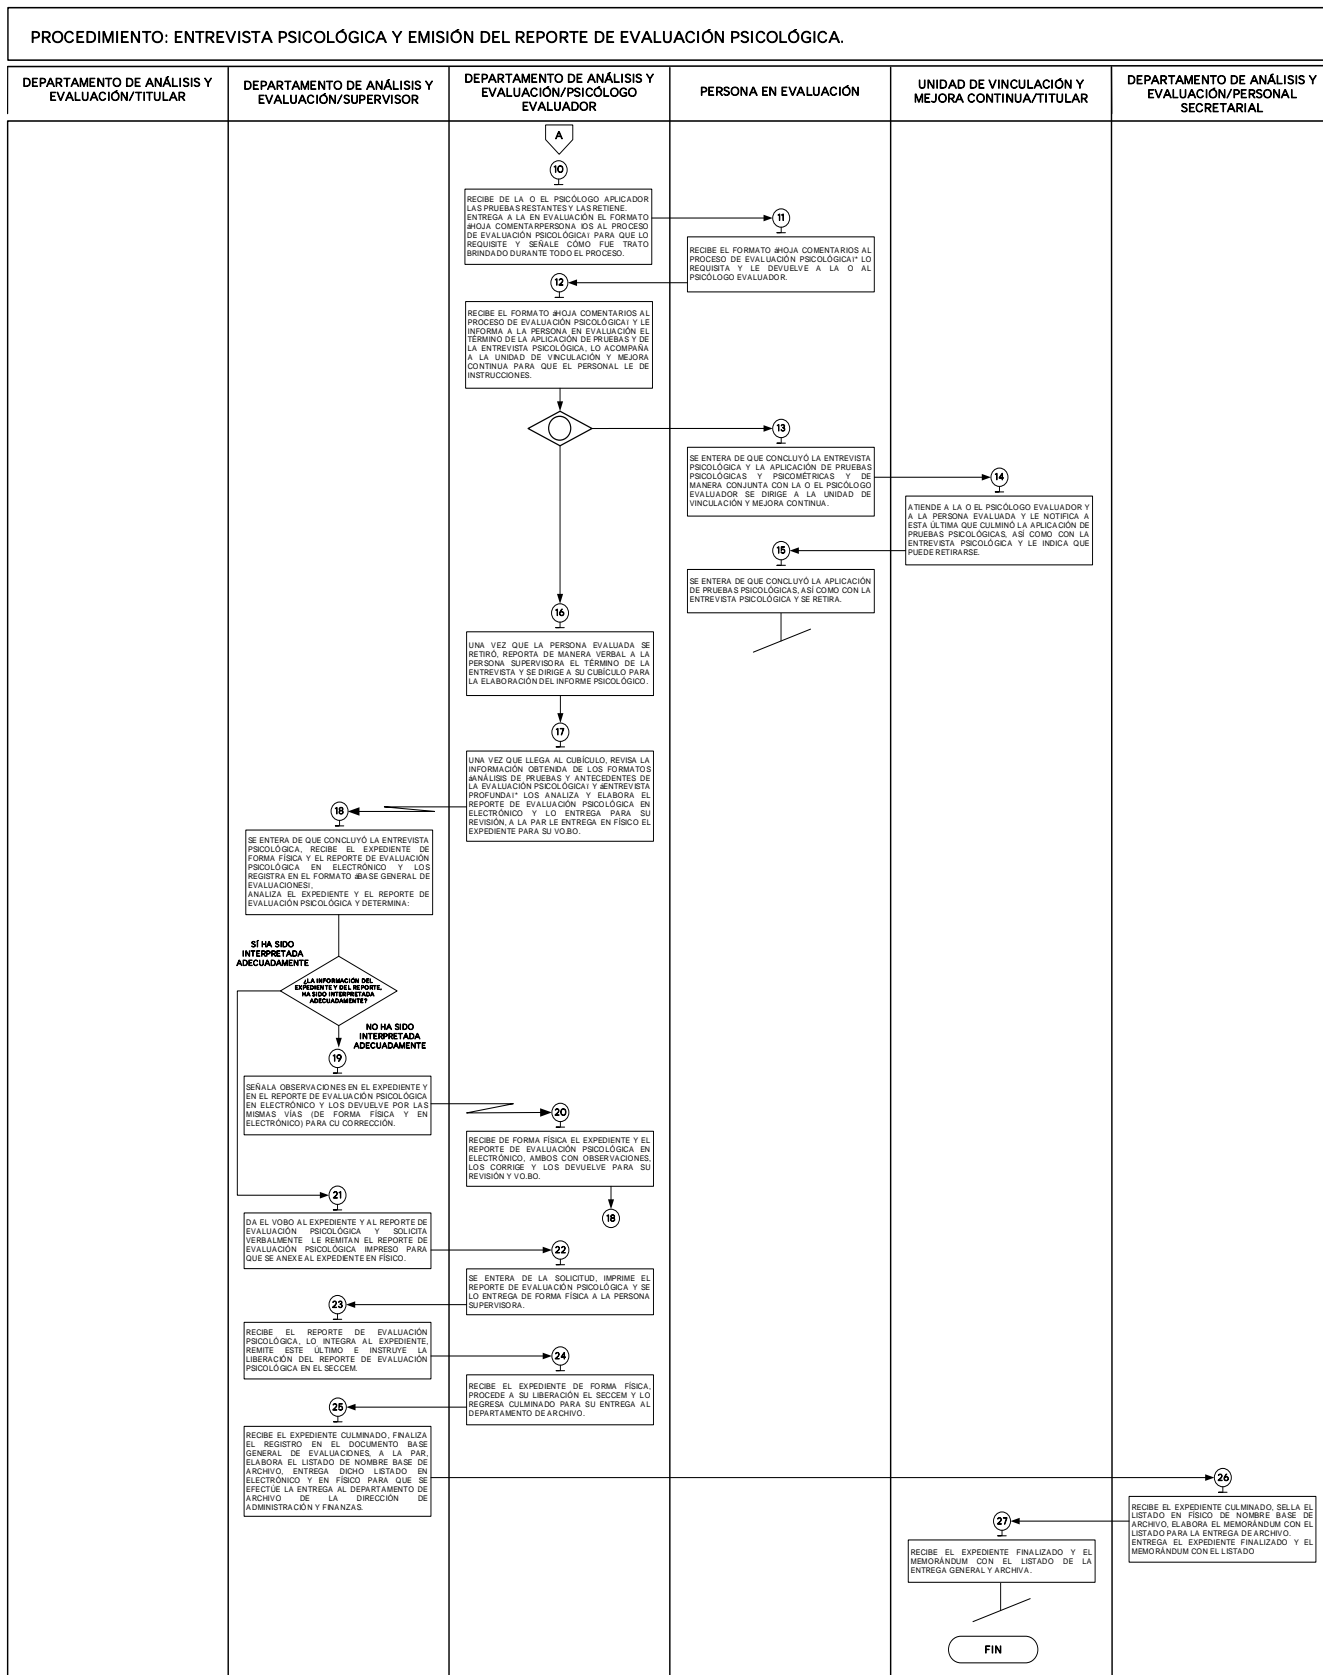 PROCEDIMIENTO: ENTREVISTA PSICOLÓGICA Y EMISIÓN DEL REPORTE DE EVALUACIÓN PSICOLÓGICA.
DEPARTAMENTO DE ANÁLISIS Y
EVALUACIÓN/TITULAR
DEPARTAMENTO DE ANÁLISIS Y
EVALUACIÓN/SUPERVISOR
DEPARTAMENTO DE ANÁLISIS Y
EVALUACIÓN/PSICÓLOGO
EVALUADOR
PERSONA EN EVALUACIÓN
UNIDAD DE VINCULACIÓN Y
MEJORA CONTINUA/TITULAR
DEPARTAMENTO DE ANÁLISIS Y
EVALUACIÓN/PERSONAL
SECRETARIAL
A
10
RECIBE DE LA O EL PSICÓLOGO APLICADOR
LAS PRUEBAS RESTANTES Y LAS RETIENE.
ENTREGA A LA EN EVALUACIÓN EL FORMATO
áHOJA COMENTARPERSONA IOS AL PROCESO
DE EVALUACIÓN PSICOLÓGICAI PARA QUE LO
REQUISITE Y SEÑALE CÓMO FUE TRATO
BRINDADO DURANTE TODO EL PROCESO.
11
RECIBE EL FORMATO áHOJA COMENTARIOS AL
PROCESO DE EVALUACIÓN PSICOLÓGICAI* LO
REQUISITA Y LE DEVUELVE A LA O AL
PSICÓLOGO EVALUADOR.
12
RECIBE EL FORMATO áHOJA COMENTARIOS AL
PROCESO DE EVALUACIÓN PSICOLÓGICAI Y LE
INFORMA A LA PERSONA EN EVALUACIÓN EL
TÉRMINO DE LA APLICACIÓN DE PRUEBAS Y DE
LA ENTREVISTA PSICOLÓGICA, LO ACOMPAÑA
A LA UNIDAD DE VINCULACIÓN Y MEJORA
CONTINUA PARA QUE EL PERSONAL LE DE
INSTRUCCIONES.
13
SE ENTERA DE QUE CONCLUYÓ LA ENTREVISTA
PSICOLÓGICA Y LA APLICACIÓN DE PRUEBAS
PSICOLÓGICAS Y PSICOMÉTRICAS Y DE
MANERA CONJUNTA CON LA O EL PSICÓLOGO
EVALUADOR SE DIRIGE A LA UNIDAD DE
VINCULACIÓN Y MEJORA CONTINUA.
14
ATIENDE A LA O EL PSICÓLOGO EVALUADOR Y
A LA PERSONA EVALUADA Y LE NOTIFICA A
ESTA ÚLTIMA QUE CULMINÓ LA APLICACIÓN DE
PRUEBAS PSICOLÓGICAS, ASÍ COMO CON LA
ENTREVISTA PSICOLÓGICA Y LE INDICA QUE
PUEDE RETIRARSE.
15
SE ENTERA DE QUE CONCLUYÓ LA APLICACIÓN
DE PRUEBAS PSICOLÓGICAS, ASÍ COMO CON LA
ENTREVISTA PSICOLÓGICA Y SE RETIRA.
16
UNA VEZ QUE LA PERSONA EVALUADA SE
RETIRÓ, REPORTA DE MANERA VERBAL A LA
PERSONA SUPERVISORA EL TÉRMINO DE LA
ENTREVISTA Y SE DIRIGE A SU CUBÍCULO PARA
LA ELABORACIÓN DEL INFORME PSICOLÓGICO.
17
UNA VEZ QUE LLEGA AL CUBÍCULO, REVISA LA
INFORMACIÓN OBTENIDA DE LOS FORMATOS
áANÁLISIS DE PRUEBAS Y ANTECEDENTES DE
LA EVALUACIÓN PSICOLÓGICAI Y áENTREVISTA
PROFUNDAI* LOS ANALIZA Y ELABORA EL
REPORTE DE EVALUACIÓN PSICOLÓGICA EN
ELECTRÓNICO Y LO ENTREGA PARA SU
REVISIÓN, A LA PAR LE ENTREGA EN FÍSICO EL
EXPEDIENTE PARA SU VO.BO.
18
SE ENTERA DE QUE CONCLUYÓ LA ENTREVISTA
PSICOLÓGICA, RECIBE EL EXPEDIENTE DE
FORMA FÍSICA Y EL REPORTE DE EVALUACIÓN
PSICOLÓGICA EN ELECTRÓNICO Y LOS
REGISTRA EN EL FORMATO áBASE GENERAL DE
EVALUACIONESI,
ANALIZA EL EXPEDIENTE Y EL REPORTE DE
EVALUACIÓN PSICOLÓGICA Y DETERMINA:
SÍ HA SIDO
INTERPRETADA
ADECUADAMENTE
¿LA INFORMACIÓN DEL
EXPEDIENTE Y DEL REPORTE,
HA SIDO INTERPRETADA
ADECUADAMENTE?
NO HA SIDO
INTERPRETADA
ADECUADAMENTE
19
SEÑALA OBSERVACIONES EN EL EXPEDIENTE Y
EN EL REPORTE DE EVALUACIÓN PSICOLÓGICA
EN ELECTRÓNICO Y LOS DEVUELVE POR LAS
MISMAS VÍAS (DE FORMA FÍSICA Y EN
ELECTRÓNICO) PARA CU CORRECCIÓN.
20
RECIBE DE FORMA FÍSICA EL EXPEDIENTE Y EL
REPORTE DE EVALUACIÓN PSICOLÓGICA EN
ELECTRÓNICO, AMBOS CON OBSERVACIONES,
LOS CORRIGE Y LOS DEVUELVE PARA SU
REVISIÓN Y VO.BO.
18
21
DA EL VOBO AL EXPEDIENTE Y AL REPORTE DE
EVALUACIÓN PSICOLÓGICA Y SOLICITA
VERBALMENTE LE REMITAN EL REPORTE DE
EVALUACIÓN PSICOLÓGICA IMPRESO PARA
QUE SE ANEXE AL EXPEDIENTE EN FÍSICO.
22
SE ENTERA DE LA SOLICITUD, IMPRIME EL
REPORTE DE EVALUACIÓN PSICOLÓGICA Y SE
LO ENTREGA DE FORMA FÍSICA A LA PERSONA
SUPERVISORA.
23
RECIBE EL REPORTE DE EVALUACIÓN
PSICOLÓGICA, LO INTEGRA AL EXPEDIENTE,
REMITE ESTE ÚLTIMO E INSTRUYE LA
LIBERACIÓN DEL REPORTE DE EVALUACIÓN
PSICOLÓGICA EN EL SECCEM.
24
RECIBE EL EXPEDIENTE DE FORMA FÍSICA,
PROCEDE A SU LIBERACIÓN EL SECCEM Y LO
REGRESA CULMINADO PARA SU ENTREGA AL
DEPARTAMENTO DE ARCHIVO.
25
RECIBE EL EXPEDIENTE CULMINADO, FINALIZA
EL REGISTRO EN EL DOCUMENTO BASE
GENERAL DE EVALUACIONES, A LA PAR,
ELABORA EL LISTADO DE NOMBRE BASE DE
ARCHIVO, ENTREGA DICHO LISTADO EN
ELECTRÓNICO Y EN FÍSICO PARA QUE SE
EFECTÚE LA ENTREGA AL DEPARTAMENTO DE
ARCHIVO DE LA DIRECCIÓN DE
ADMINISTRACIÓN Y FINANZAS.
26
RECIBE EL EXPEDIENTE CULMINADO, SELLA EL
LISTADO EN FÍSICO DE NOMBRE BASE DE
ARCHIVO, ELABORA EL MEMORÁNDUM CON EL
LISTADO PARA LA ENTREGA DE ARCHIVO.
ENTREGA EL EXPEDIENTE FINALIZADO Y EL
MEMORÁNDUM CON EL LISTADO
27
RECIBE EL EXPEDIENTE FINALIZADO Y EL
MEMORÁNDUM CON EL LISTADO DE LA
ENTREGA GENERAL Y ARCHIVA.
FIN